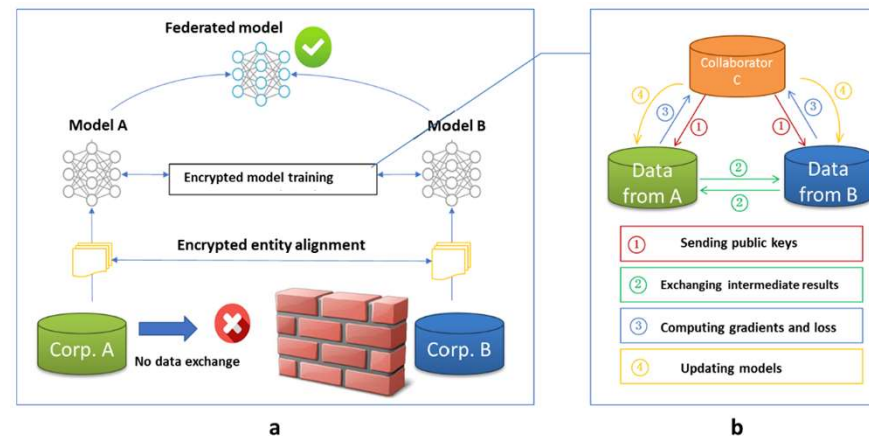 Federated model
Model A
Model B
Encrypted model training
Encrypted entity alignment
Corp. A
No data exchange
Corp. B
a
Collaborator
C
④
④
③
③
①
①
Data
from A
②
②
Data
from B
① Sending public keys
② Exchanging intermediate results
③ Computing gradients and loss
④ Updating models
b